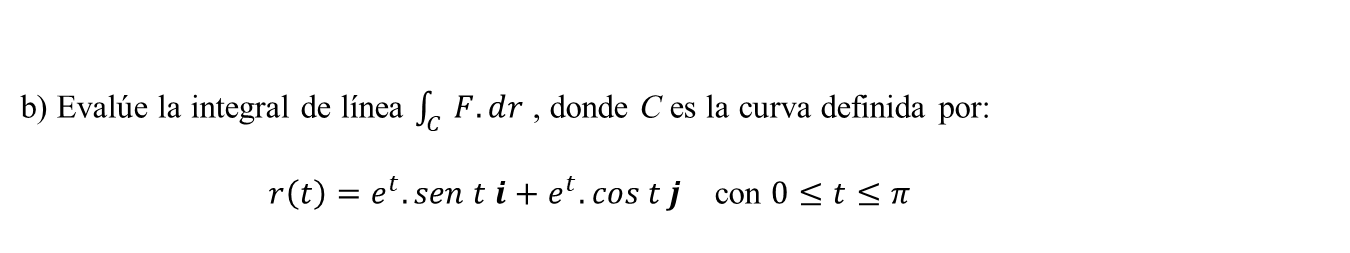 b) Evalúe la integral de línea ∫_C F.dr , donde C es la curva definida por:
r(t) = e^t.sen t i + e^t.cos t j con 0 ≤ t ≤ π